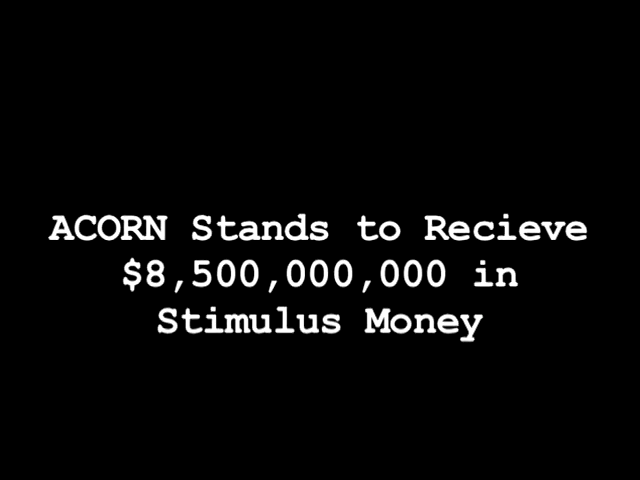 ACORN Stands to Recieve
$8,500,000,000 in
Stimulus Money